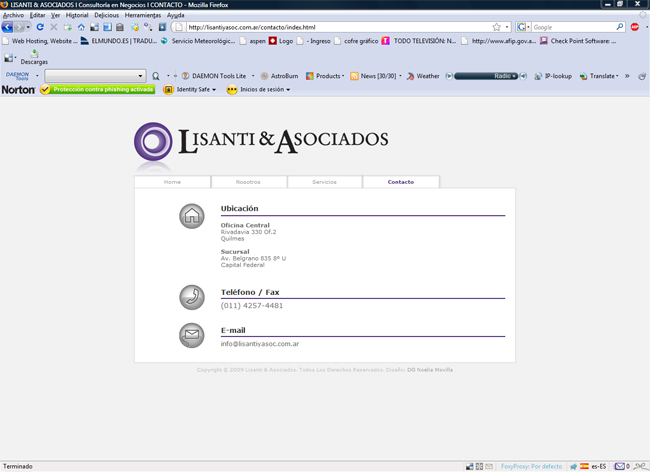 LISANTI & ASOCIADOS I Consultoría en Negocios I CONTACTO - Mozilla Firefox
Archivo Editar Ver Historial Delicious Herramientas Ayuda
http://lisantiyasoc.com.ar/contacto/index.html
Google
ABP
Web Hosting, Website ... ELMUNDO.ES | TRADU... Servicio Meteorológic... aspen Logo - Ingreso cofre gráfico TODO TELEVISIÓN: N... http://www.afip.gov.a... Check Point Software: ...
Descargas
DAEMON Tools
DAEMON Tools Lite AstroBurn Products News [30/30] Weather Radio IP-lookup Translate
Norton Protección contra phishing activada Identity Safe Inicios de sesión
LISANTI & ASOCIADOS
Home Nosotros Servicios Contacto
Ubicación
Oficina Central
Rivadavia 330 Of.2
Quilmes
Sucursal
Av. Belgrano 835 8º U
Capital Federal
Teléfono / Fax
(011) 4257-4481
E-mail
info@lisantiyasoc.com.ar
Copyright © 2009 Lisanti & Asociados. Todos Los Derechos Reservados. Diseño: DG Noelia Movilla
Terminado
FoxyProxy: Por defecto es-ES 0